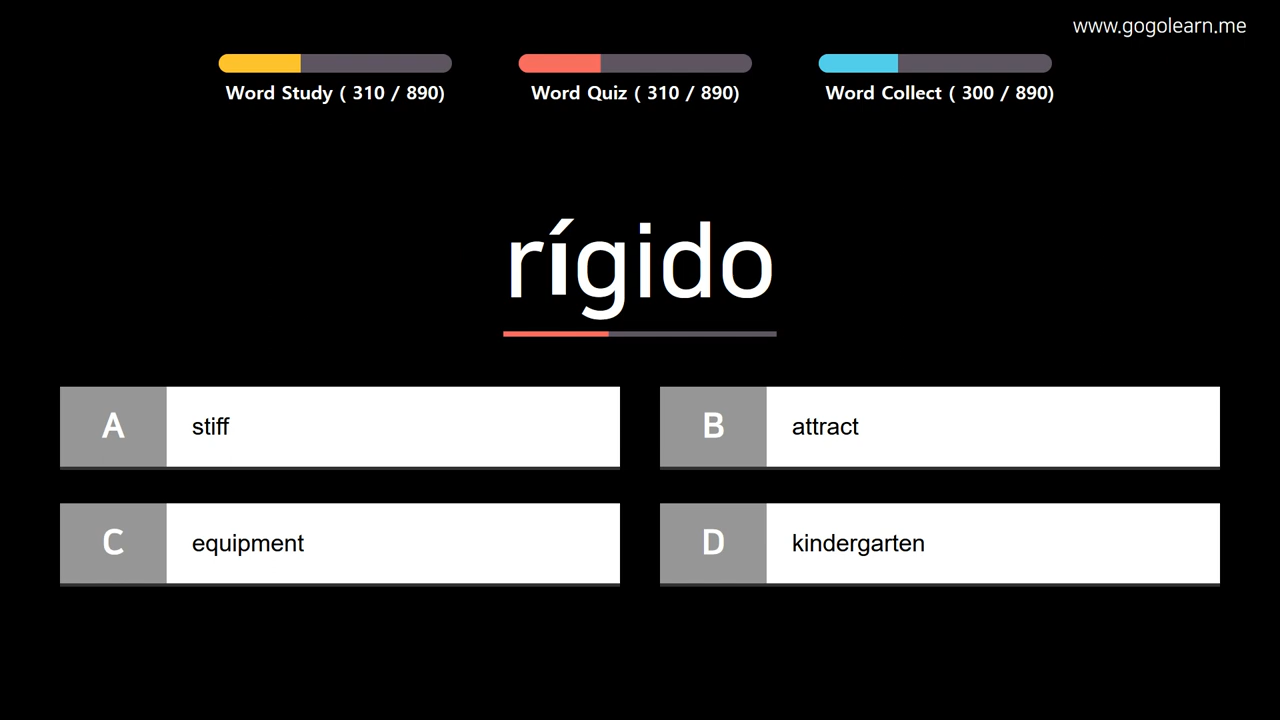 www.gogolearn.me
Word Study ( 310 / 890)
Word Quiz ( 310 / 890)
Word Collect ( 300 / 890)
rígido
A
stiff
B
attract
C
equipment
D
kindergarten